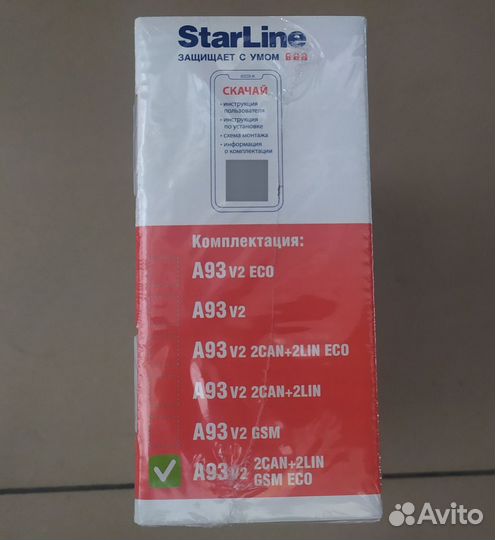 StarLine
ЗАЩИЩАЕТ С УМОМ
СКАЧАЙ
• инструкция
пользователя
• инструкция
по установке
• схема монтажа
• информация
о комплектации
Комплектация:
A93 V2 ECO
A93 V2
A93 V2 2CAN+2LIN ECO
A93 V2 2CAN+2LIN
A93 V2 GSM
A93 V2 2CAN+2LIN
GSM ECO
Avito